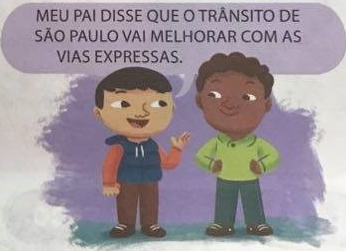 MEU PAI DISSE QUE O TRÂNSITO DE
SÃO PAULO VAI MELHORAR COM AS
VIAS EXPRESSAS.